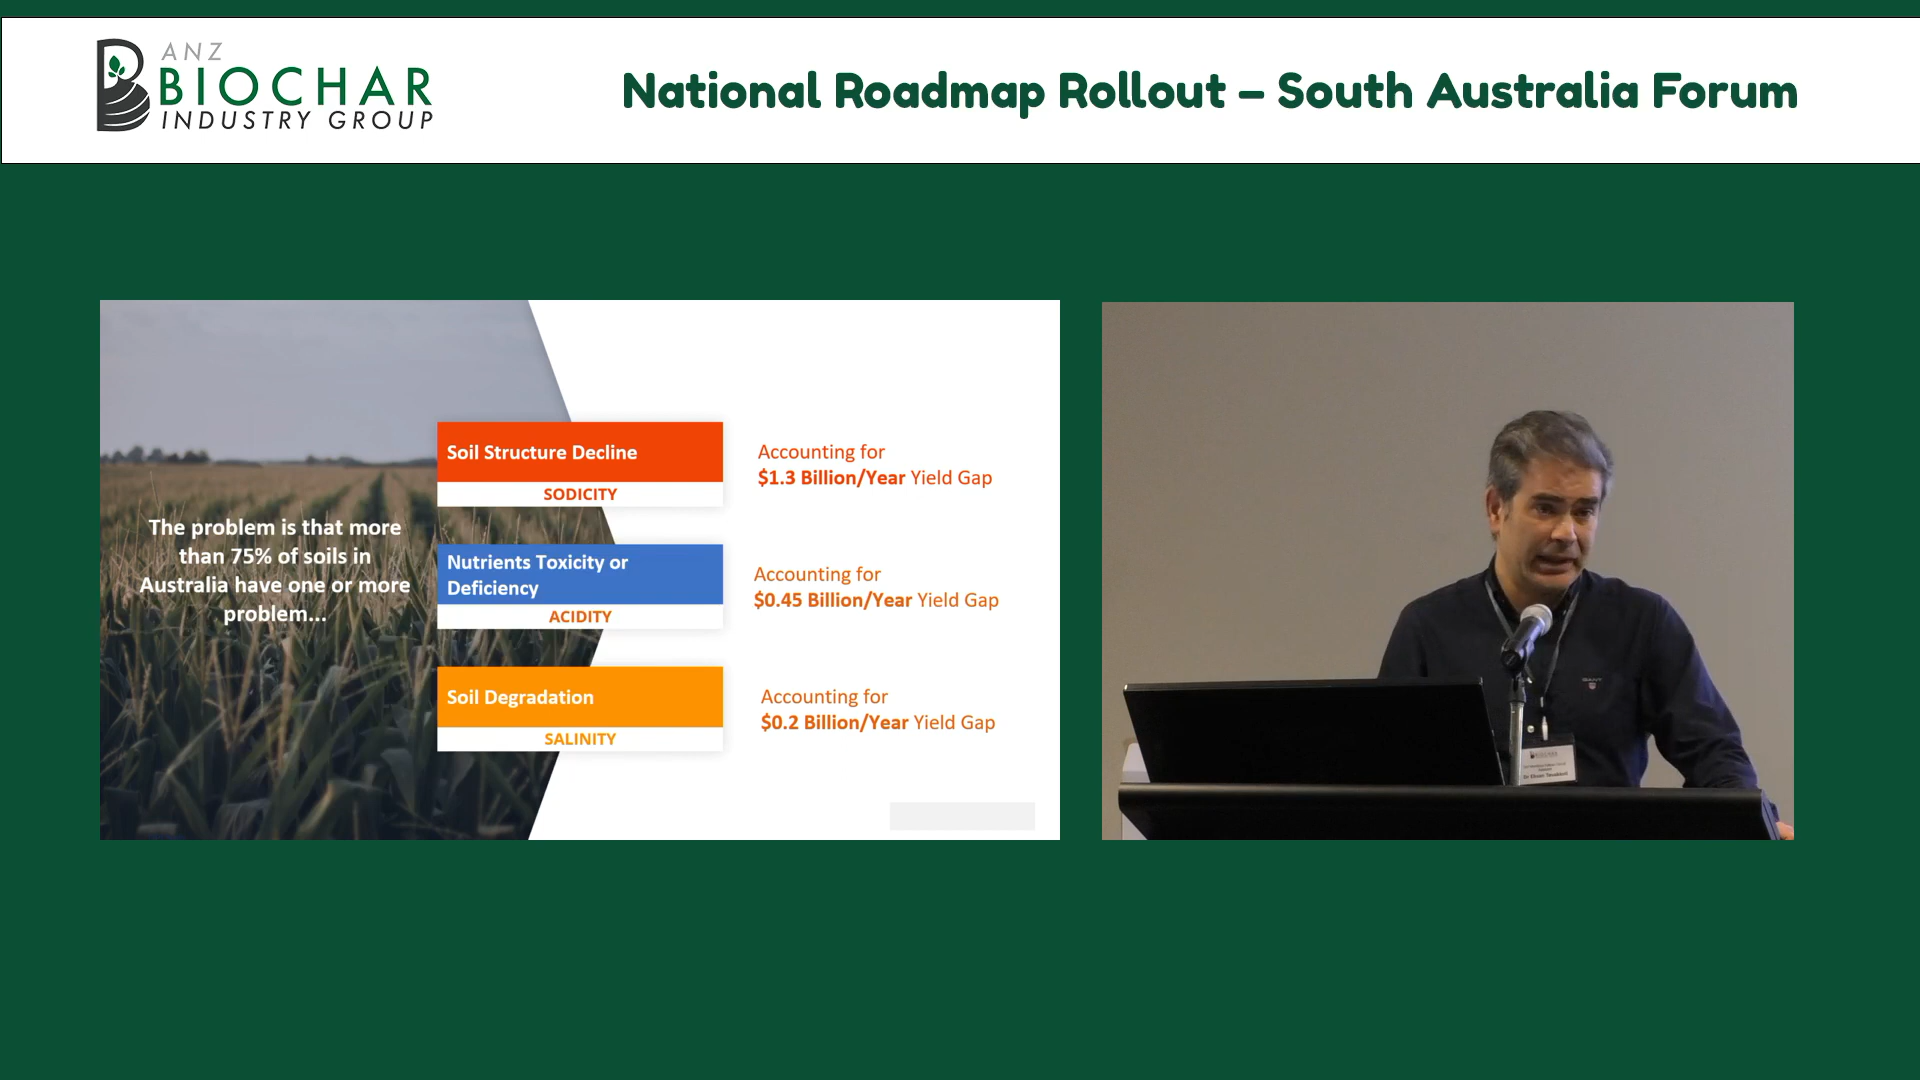 ANZ
BIOCHAR
INDUSTRY GROUP
National Roadmap Rollout – South Australia Forum
The problem is that more
than 75% of soils in
Australia have one or more
problem...
Soil Structure Decline
SODICITY
Accounting for
$1.3 Billion/Year Yield Gap
Nutrients Toxicity or
Deficiency
ACIDITY
Accounting for
$0.45 Billion/Year Yield Gap
Soil Degradation
SALINITY
Accounting for
$0.2 Billion/Year Yield Gap
GANT
BIOCHAR